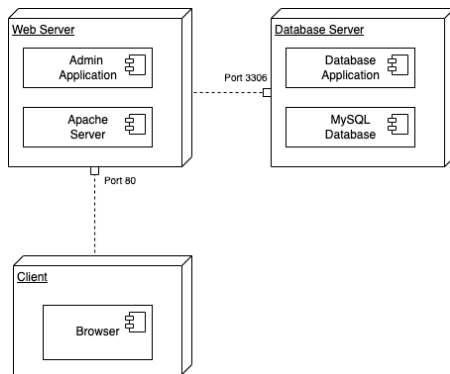 Web Server
Admin
Application
Apache
Server
Port 80
Port 3306
Database Server
Database
Application
MySQL
Database
Client
Browser